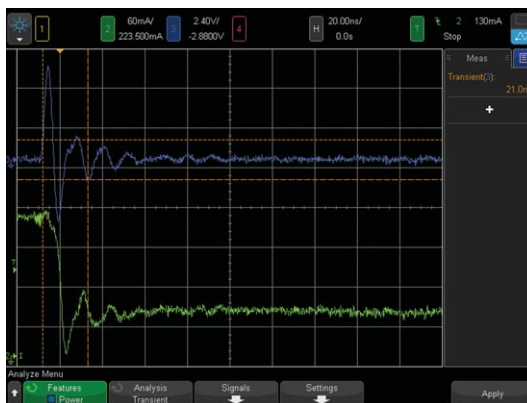 1
2
60mA/
223.500mA
3
2.40V/
-2.8800V
4
H
20.00ns/
0.0s
T
2
130mA
Stop
Meas
Transient(3):
21.0n
+
T
2
I
Analyze Menu
Features
Power
Analysis
Transient
Signals
Settings
Apply